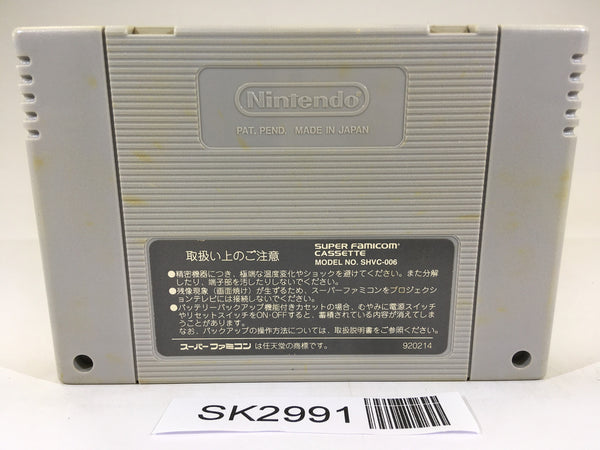 Nintendo
PAT. PEND. MADE IN JAPAN
取扱い上のご注意
SUPER FAMICOM
CASSETTE
MODEL NO. SHVC-006
●精密機器につき、極端な温度変化やショックを避けてください。また分解
したり、端子部を汚したりしないでください。
●残像現象(画面焼け)が生ずるため、スーパーファミコンをプロジェクシ
ョンテレビには接続しないでください。
●バッテリーバックアップ機能付きカセットの場合、むやみに電源スイッチ
やリセットスイッチをON・OFFすると、蓄積されている内容が消えてしま
うことがあります。
なお、バックアップの操作方法については、取扱説明書をご参照ください。
スーパーファミコンは任天堂の商標です。 920214
SK2991